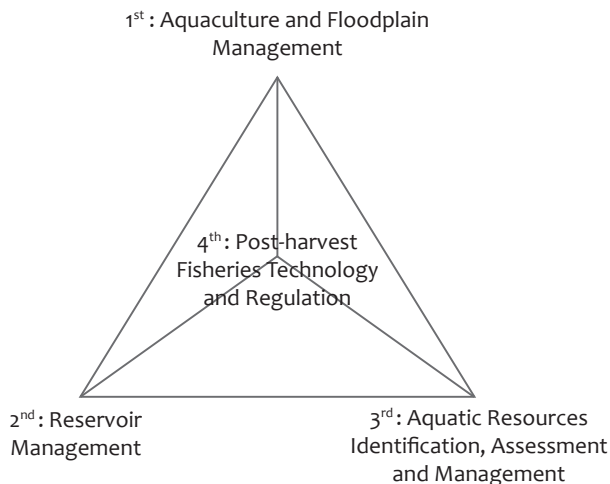 1st : Aquaculture and Floodplain
Management
4th : Post-harvest
Fisheries Technology
and Regulation
2nd : Reservoir
Management
3rd : Aquatic Resources
Identification, Assessment
and Management